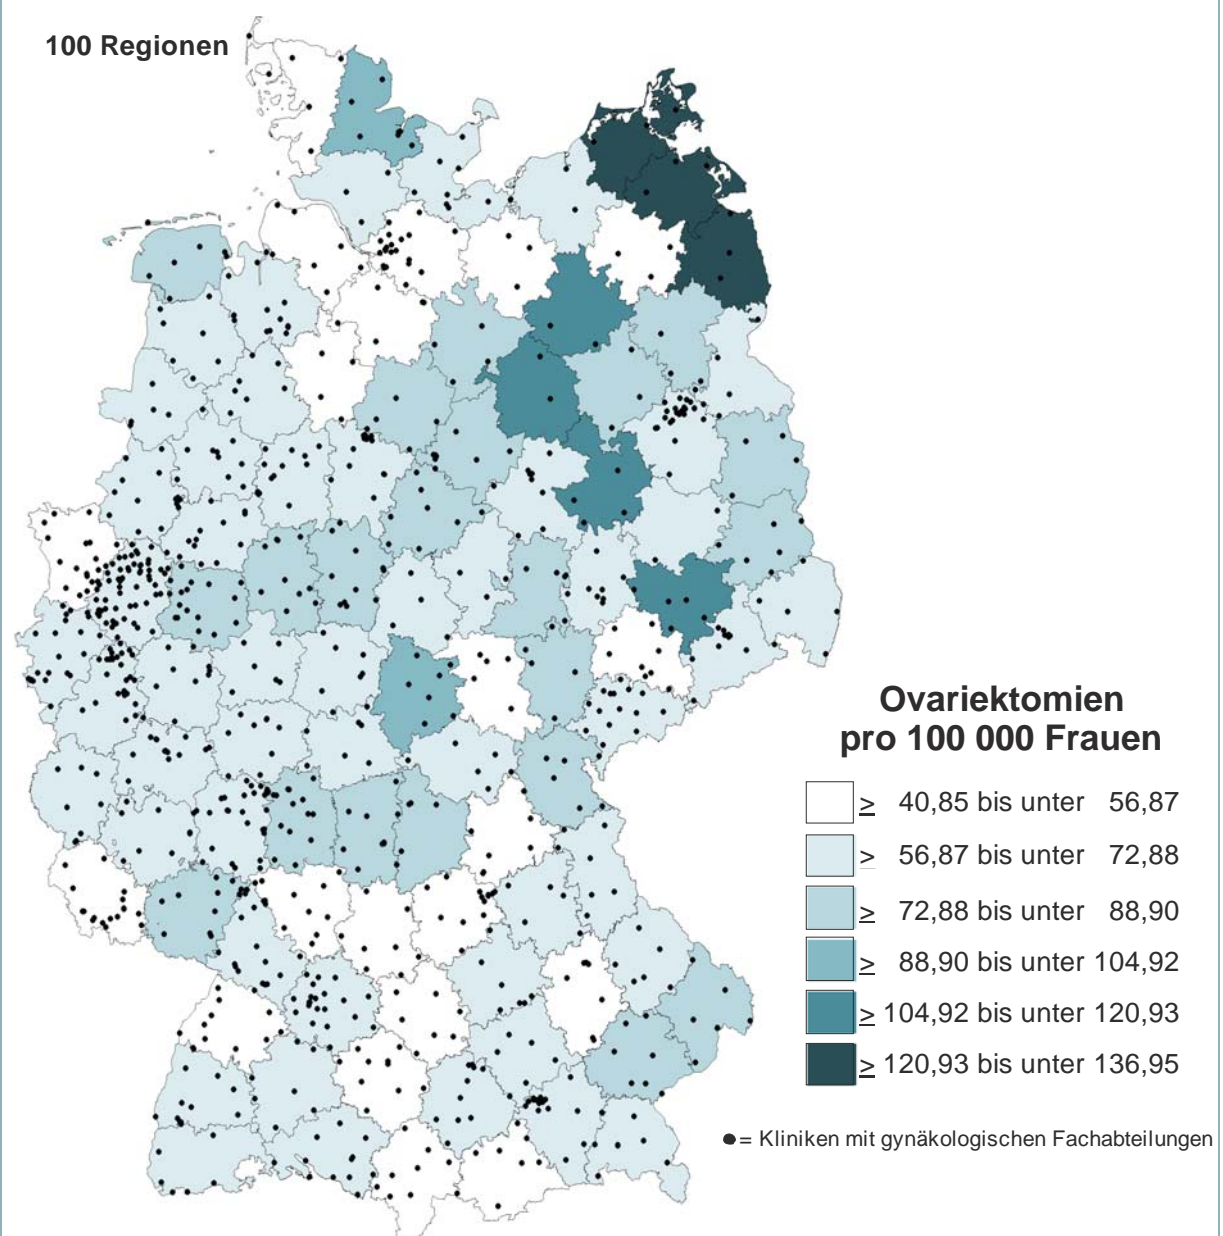 100 Regionen
Ovariektomien
pro 100 000 Frauen
≥ 40,85 bis unter 56,87
≥ 56,87 bis unter 72,88
≥ 72,88 bis unter 88,90
≥ 88,90 bis unter 104,92
≥ 104,92 bis unter 120,93
≥ 120,93 bis unter 136,95
●= Kliniken mit gynäkologischen Fachabteilungen